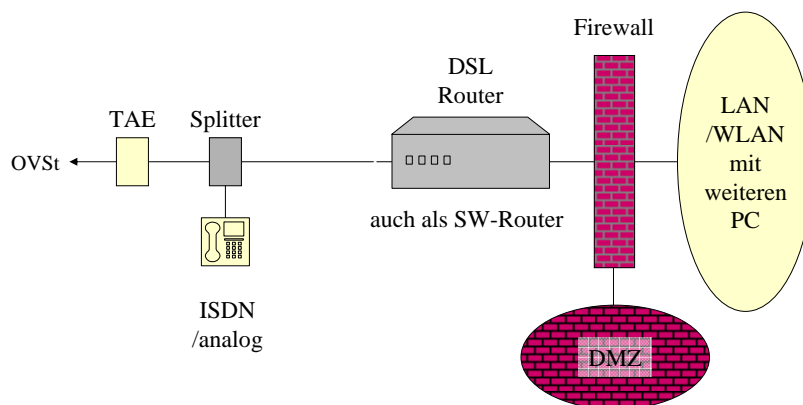 Firewall
DSL
Router
TAE
Splitter
OVSt
LAN
/WLAN
mit
weiteren
PC
auch als SW-Router
ISDN
/analog
DMZ